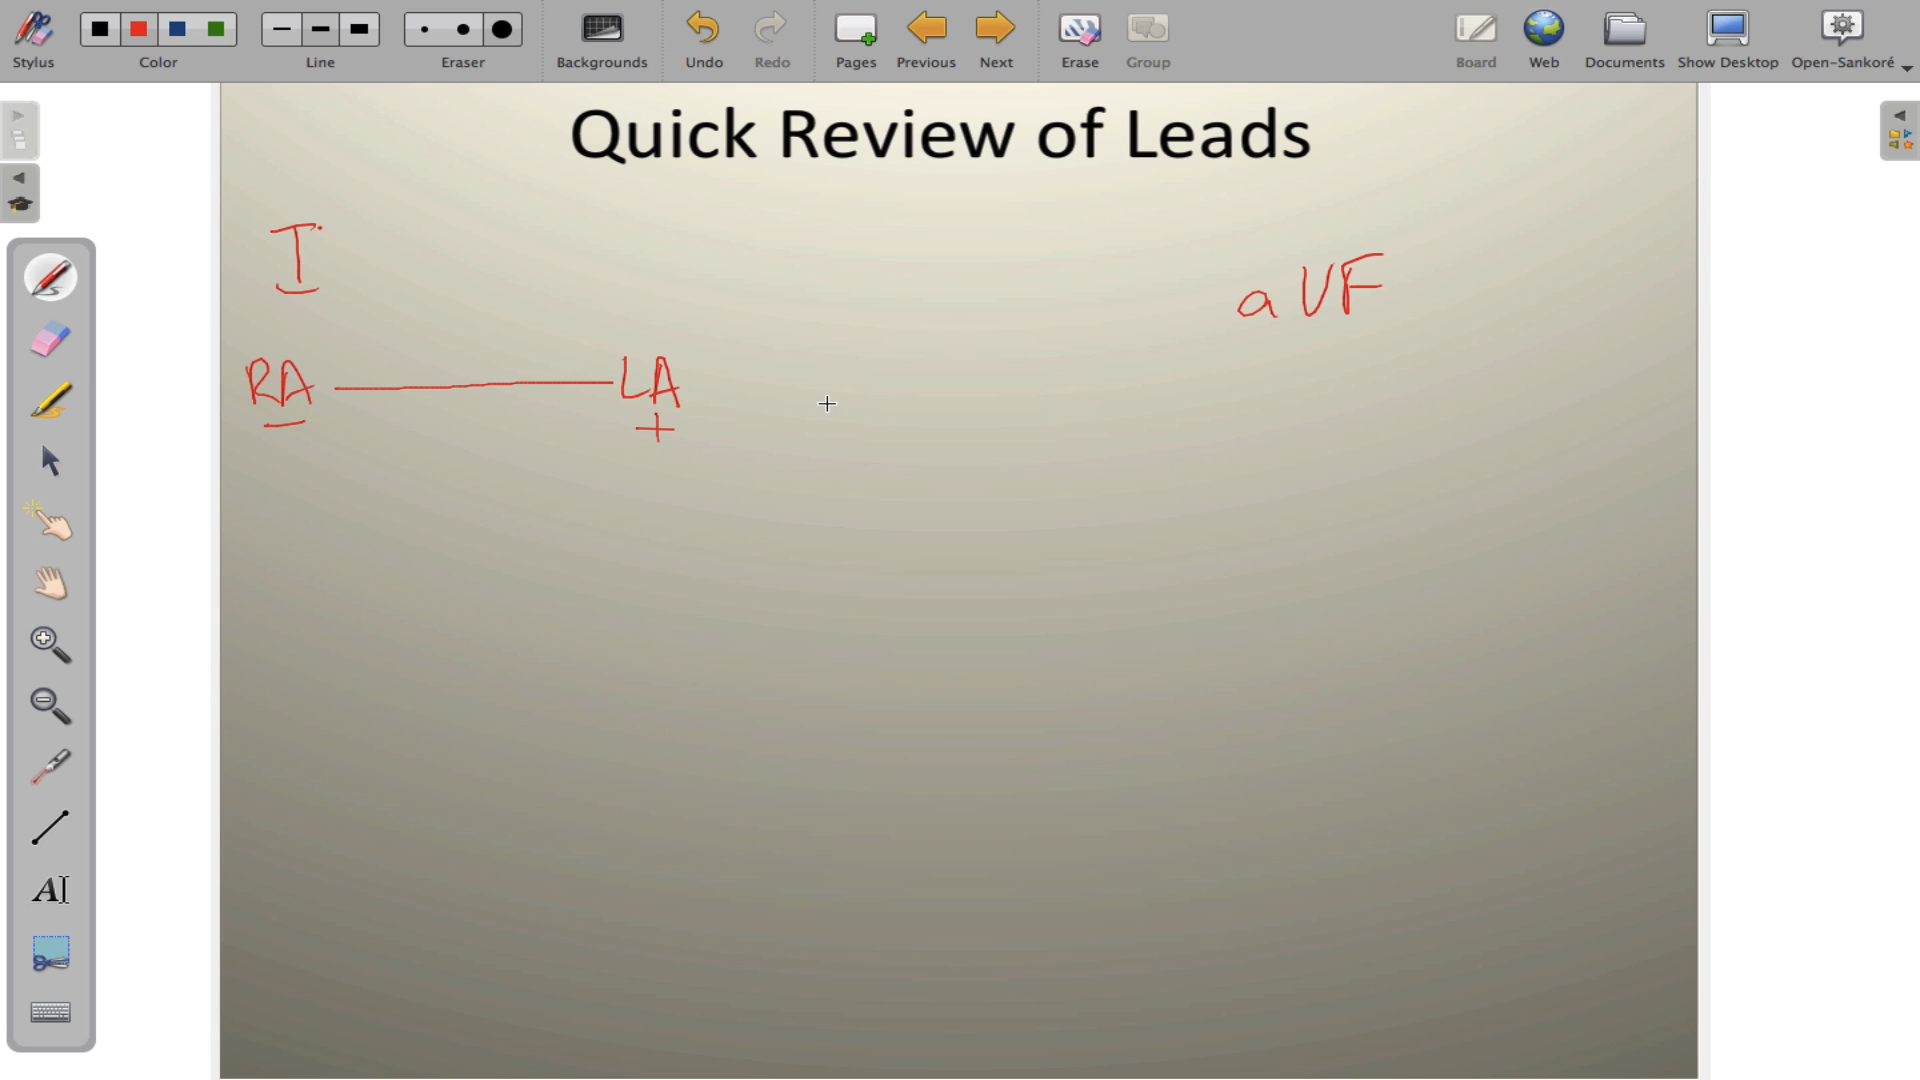 Stylus Color Line Eraser Backgrounds Undo Redo Pages Previous Next Erase Group Board Web Documents Show Desktop Open-Sankoré
Quick Review of Leads
I
aVF
RA LA
- +
AI